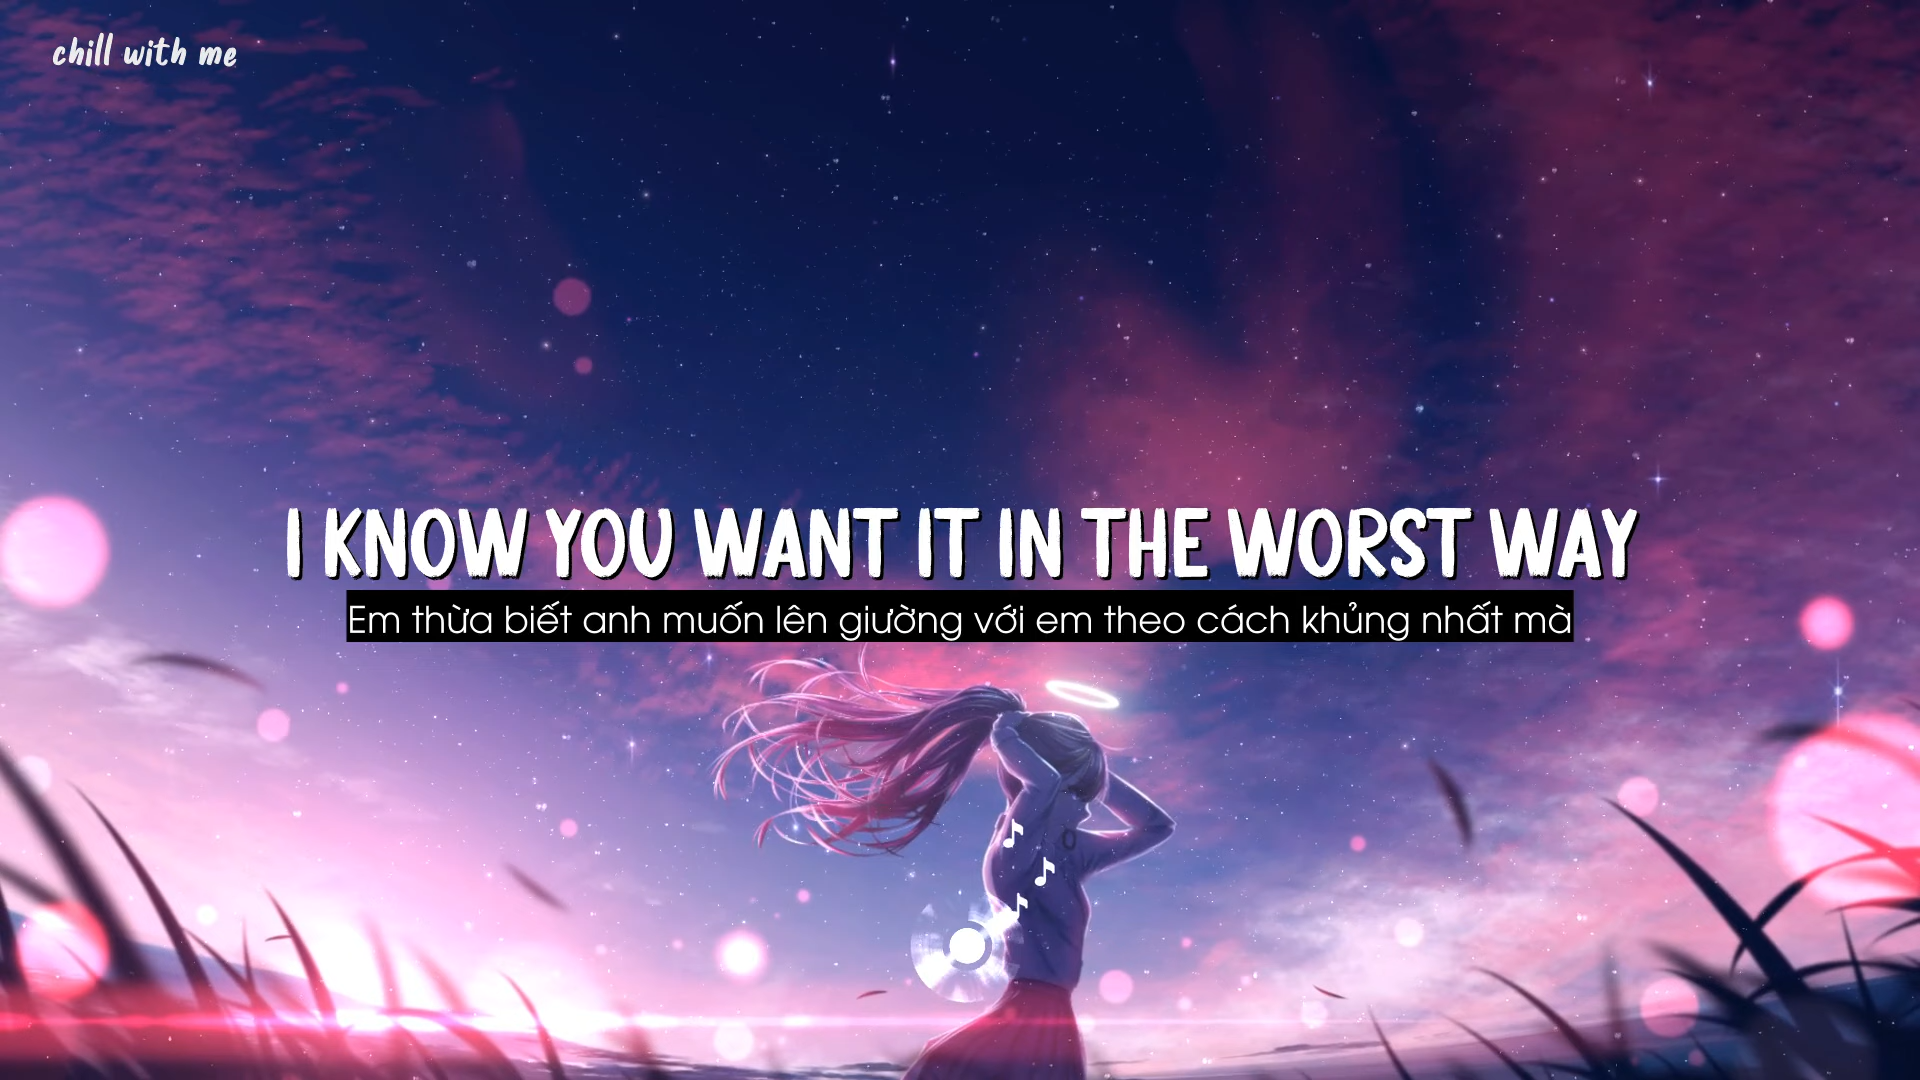 chill with me
I KNOW YOU WANT IT IN THE WORST WAY
Em thừa biết anh muốn lên giường với em theo cách khủng nhất mà